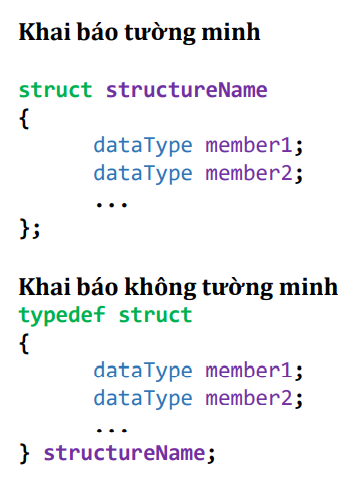 Khai báo tường minh
struct structureName
{
dataType member1;
dataType member2;
...
};
Khai báo không tường minh
typedef struct
{
dataType member1;
dataType member2;
...
} structureName;